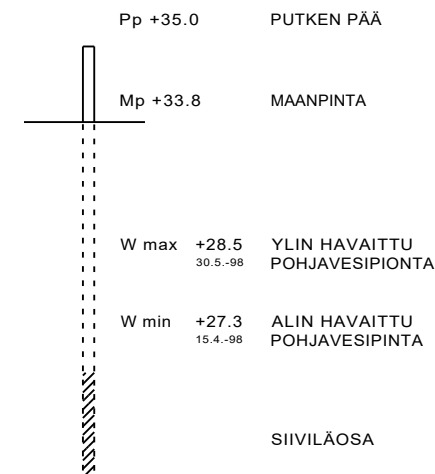 Pp +35.0 PUTKEN PÄÄ
Mp +33.8 MAANPINTA
W max +28.5 YLIN HAVAITTU
30.5.-98 POHJAVESIPIONTA
W min +27.3 ALIN HAVAITTU
15.4.-98 POHJAVESIPINTA
SIIVILÄOSA